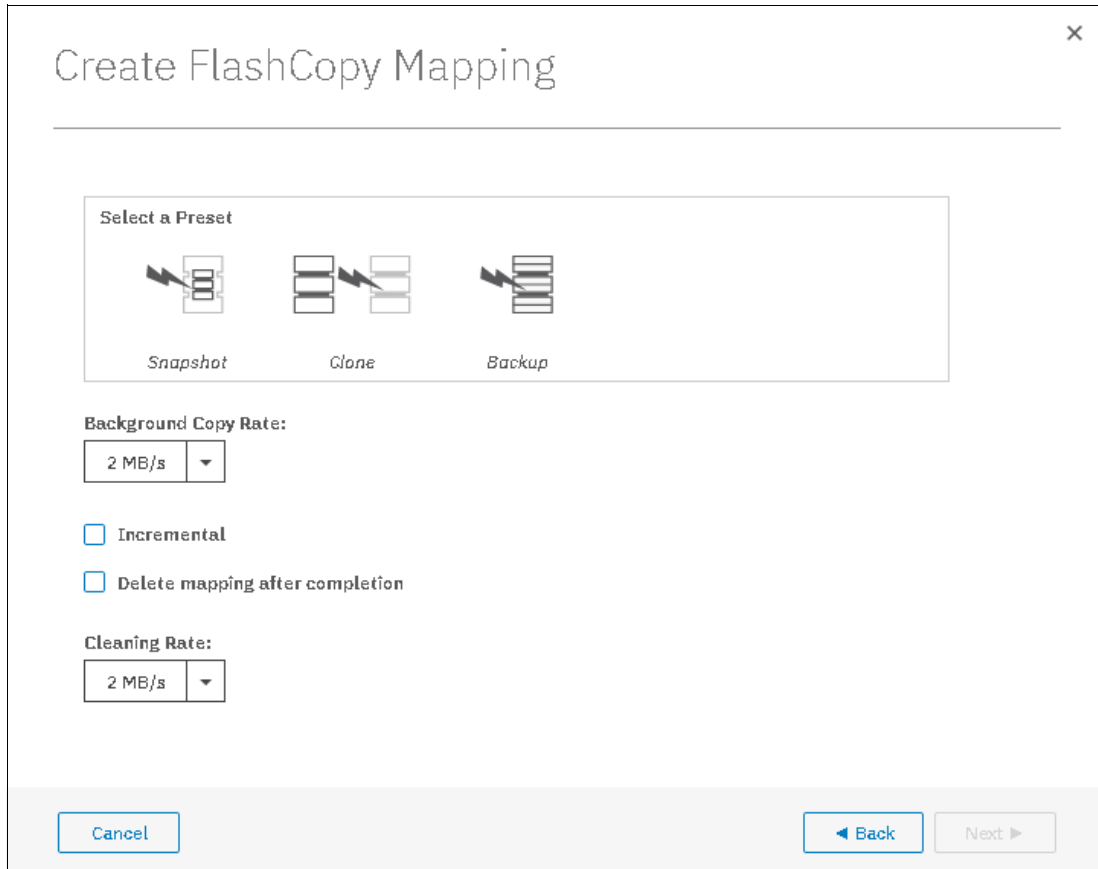 Create FlashCopy Mapping
Select a Preset
Snapshot Clone Backup
Background Copy Rate:
2 MB/s
Incremental
Delete mapping after completion
Cleaning Rate:
2 MB/s
Cancel Back Next